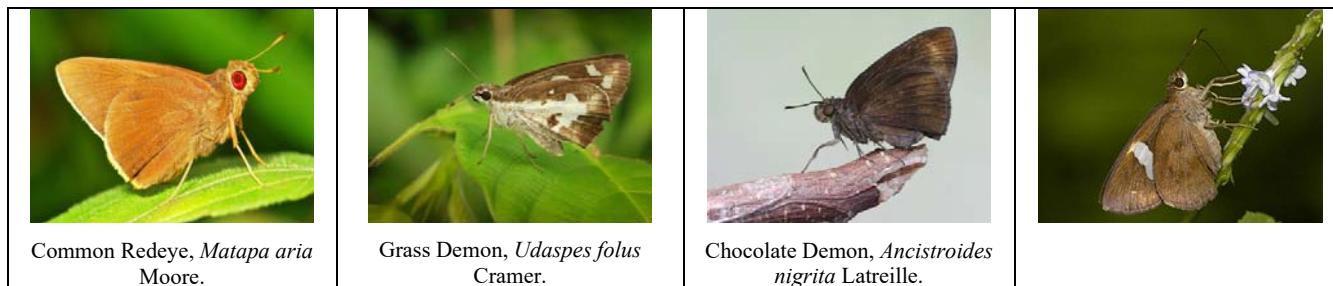 Common Redeye, Matapa aria
Moore.
Grass Demon, Udaspes folus
Cramer.
Chocolate Demon, Ancistroides
nigrita Latreille.